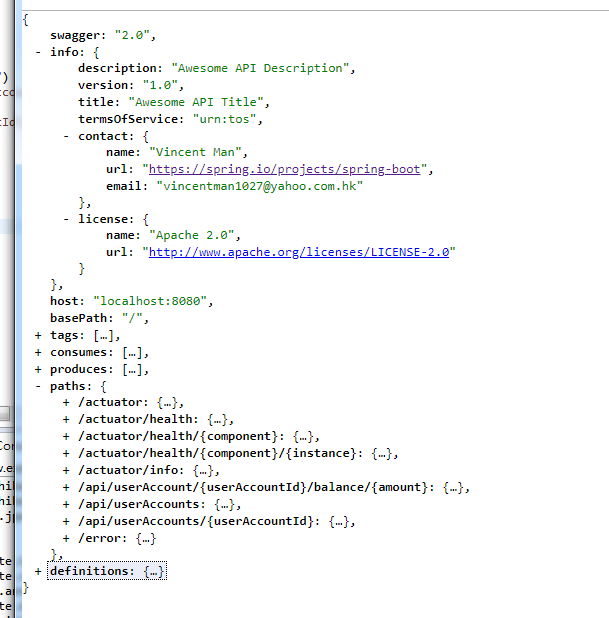 {
swagger: "2.0",
- info: {
description: "Awesome API Description",
version: "1.0",
title: "Awesome API Title",
termsOfService: "urn:tos",
- contact: {
name: "Vincent Man",
url: "https://spring.io/projects/spring-boot",
email: "vincentman1027@yahoo.com.hk"
},
- license: {
name: "Apache 2.0",
url: "http://www.apache.org/licenses/LICENSE-2.0"
}
},
host: "localhost:8080",
basePath: "/",
+ tags: […],
+ consumes: […],
+ produces: […],
- paths: {
+ /actuator: {…},
+ /actuator/health: {…},
+ /actuator/health/{component}: {…},
+ /actuator/health/{component}/{instance}: {…},
+ /actuator/info: {…},
+ /api/userAccount/{userAccountId}/balance/{amount}: {…},
+ /api/userAccounts: {…},
+ /api/userAccounts/{userAccountId}: {…},
+ /error: {…}
},
+ definitions: {…}
}